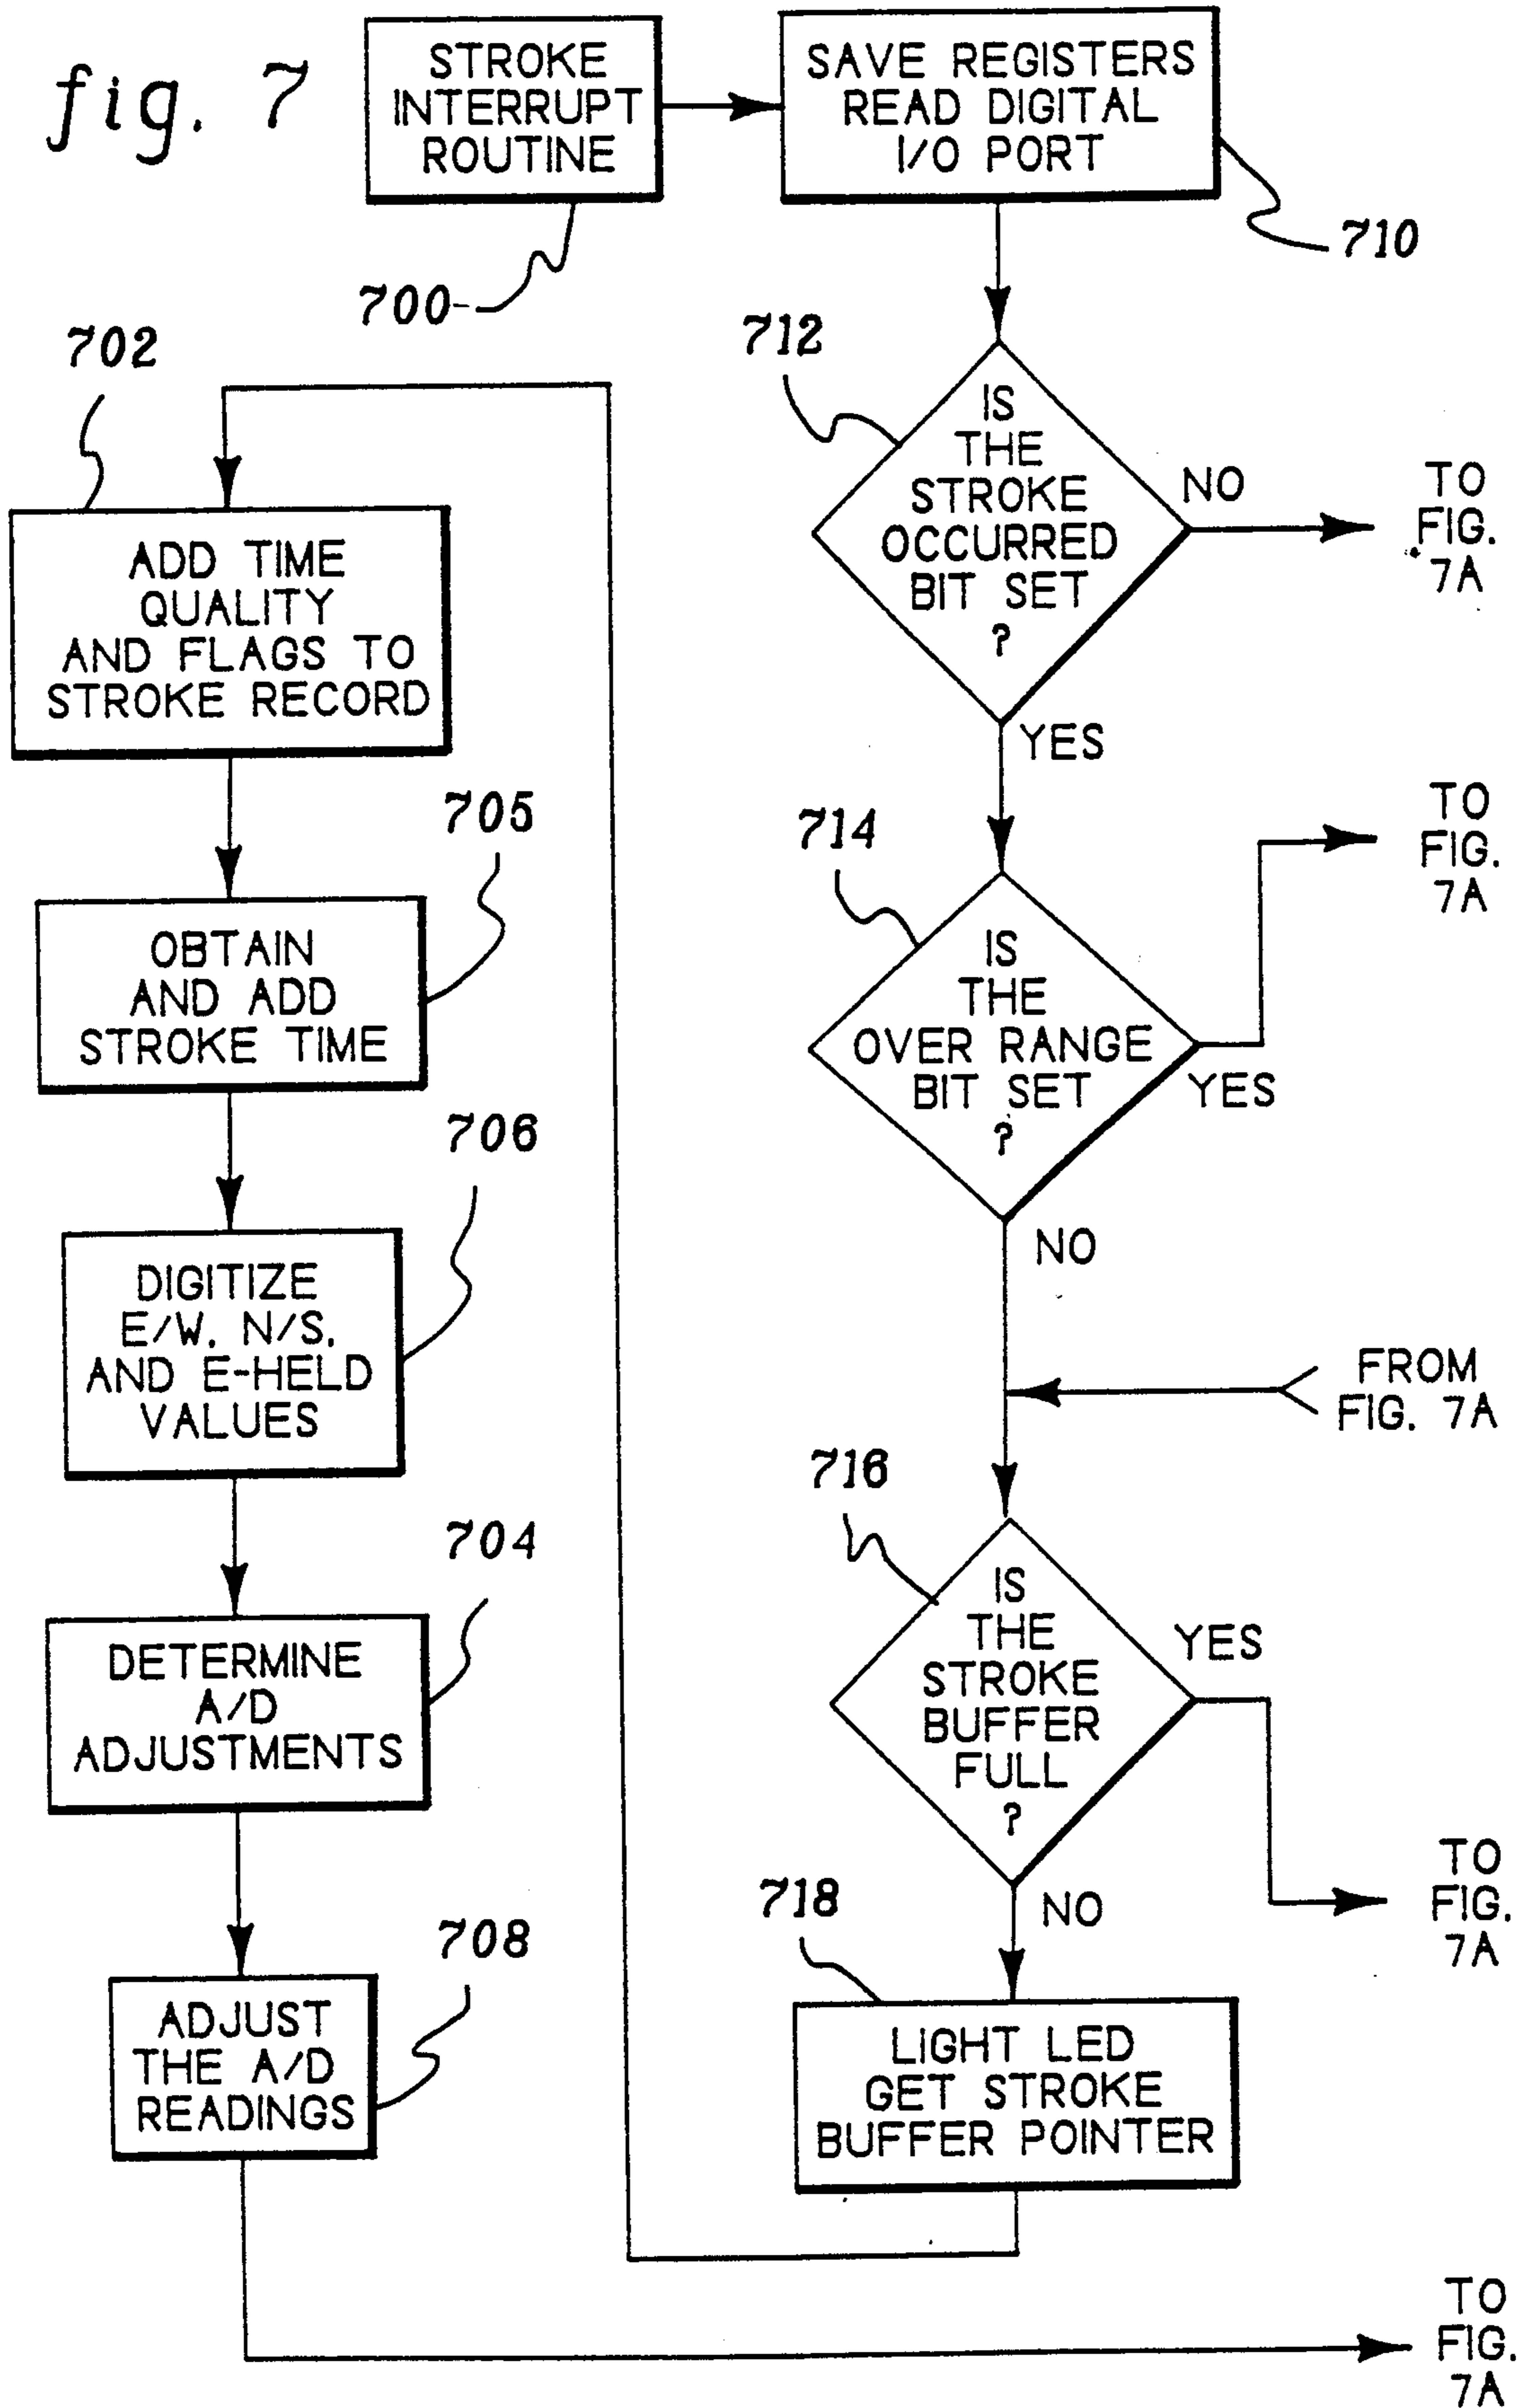 fig. 7
STROKE
INTERRUPT
ROUTINE
700
SAVE REGISTERS
READ DIGITAL
I/O PORT
710
712
IS
THE
STROKE
OCCURRED
BIT SET
?
NO
TO
FIG.
7A
YES
714
IS
THE
OVER RANGE
BIT SET
?
YES
TO
FIG.
7A
NO
FROM
FIG. 7A
716
IS
THE
STROKE
BUFFER
FULL
?
YES
TO
FIG.
7A
NO
718
LIGHT LED
GET STROKE
BUFFER POINTER
702
ADD TIME
QUALITY
AND FLAGS TO
STROKE RECORD
705
OBTAIN
AND ADD
STROKE TIME
706
DIGITIZE
E/W. N/S.
AND E-HELD
VALUES
704
DETERMINE
A/D
ADJUSTMENTS
708
ADJUST
THE A/D
READINGS
TO
FIG.
7A